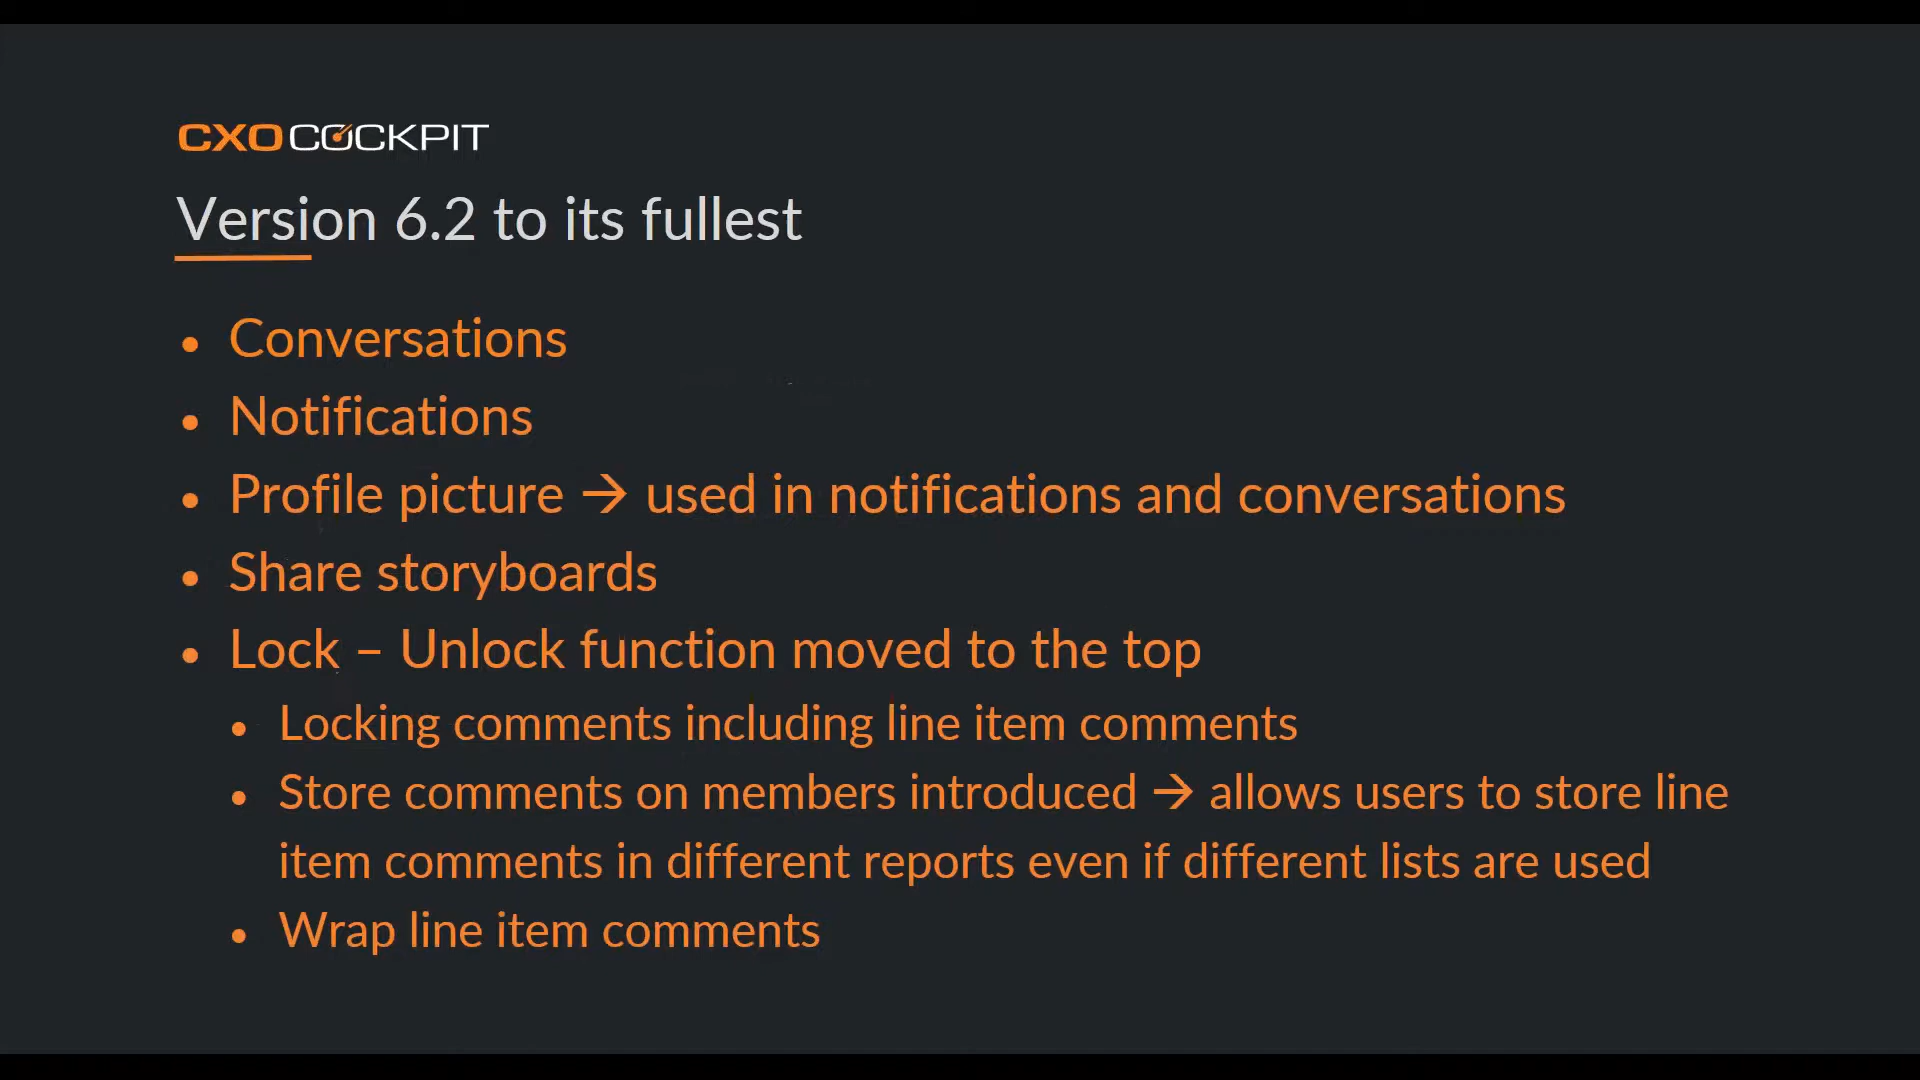 CXOCOCKPIT
Version 6.2 to its fullest
• Conversations
• Notifications
• Profile picture → used in notifications and conversations
• Share storyboards
• Lock – Unlock function moved to the top
• Locking comments including line item comments
• Store comments on members introduced → allows users to store line
item comments in different reports even if different lists are used
• Wrap line item comments